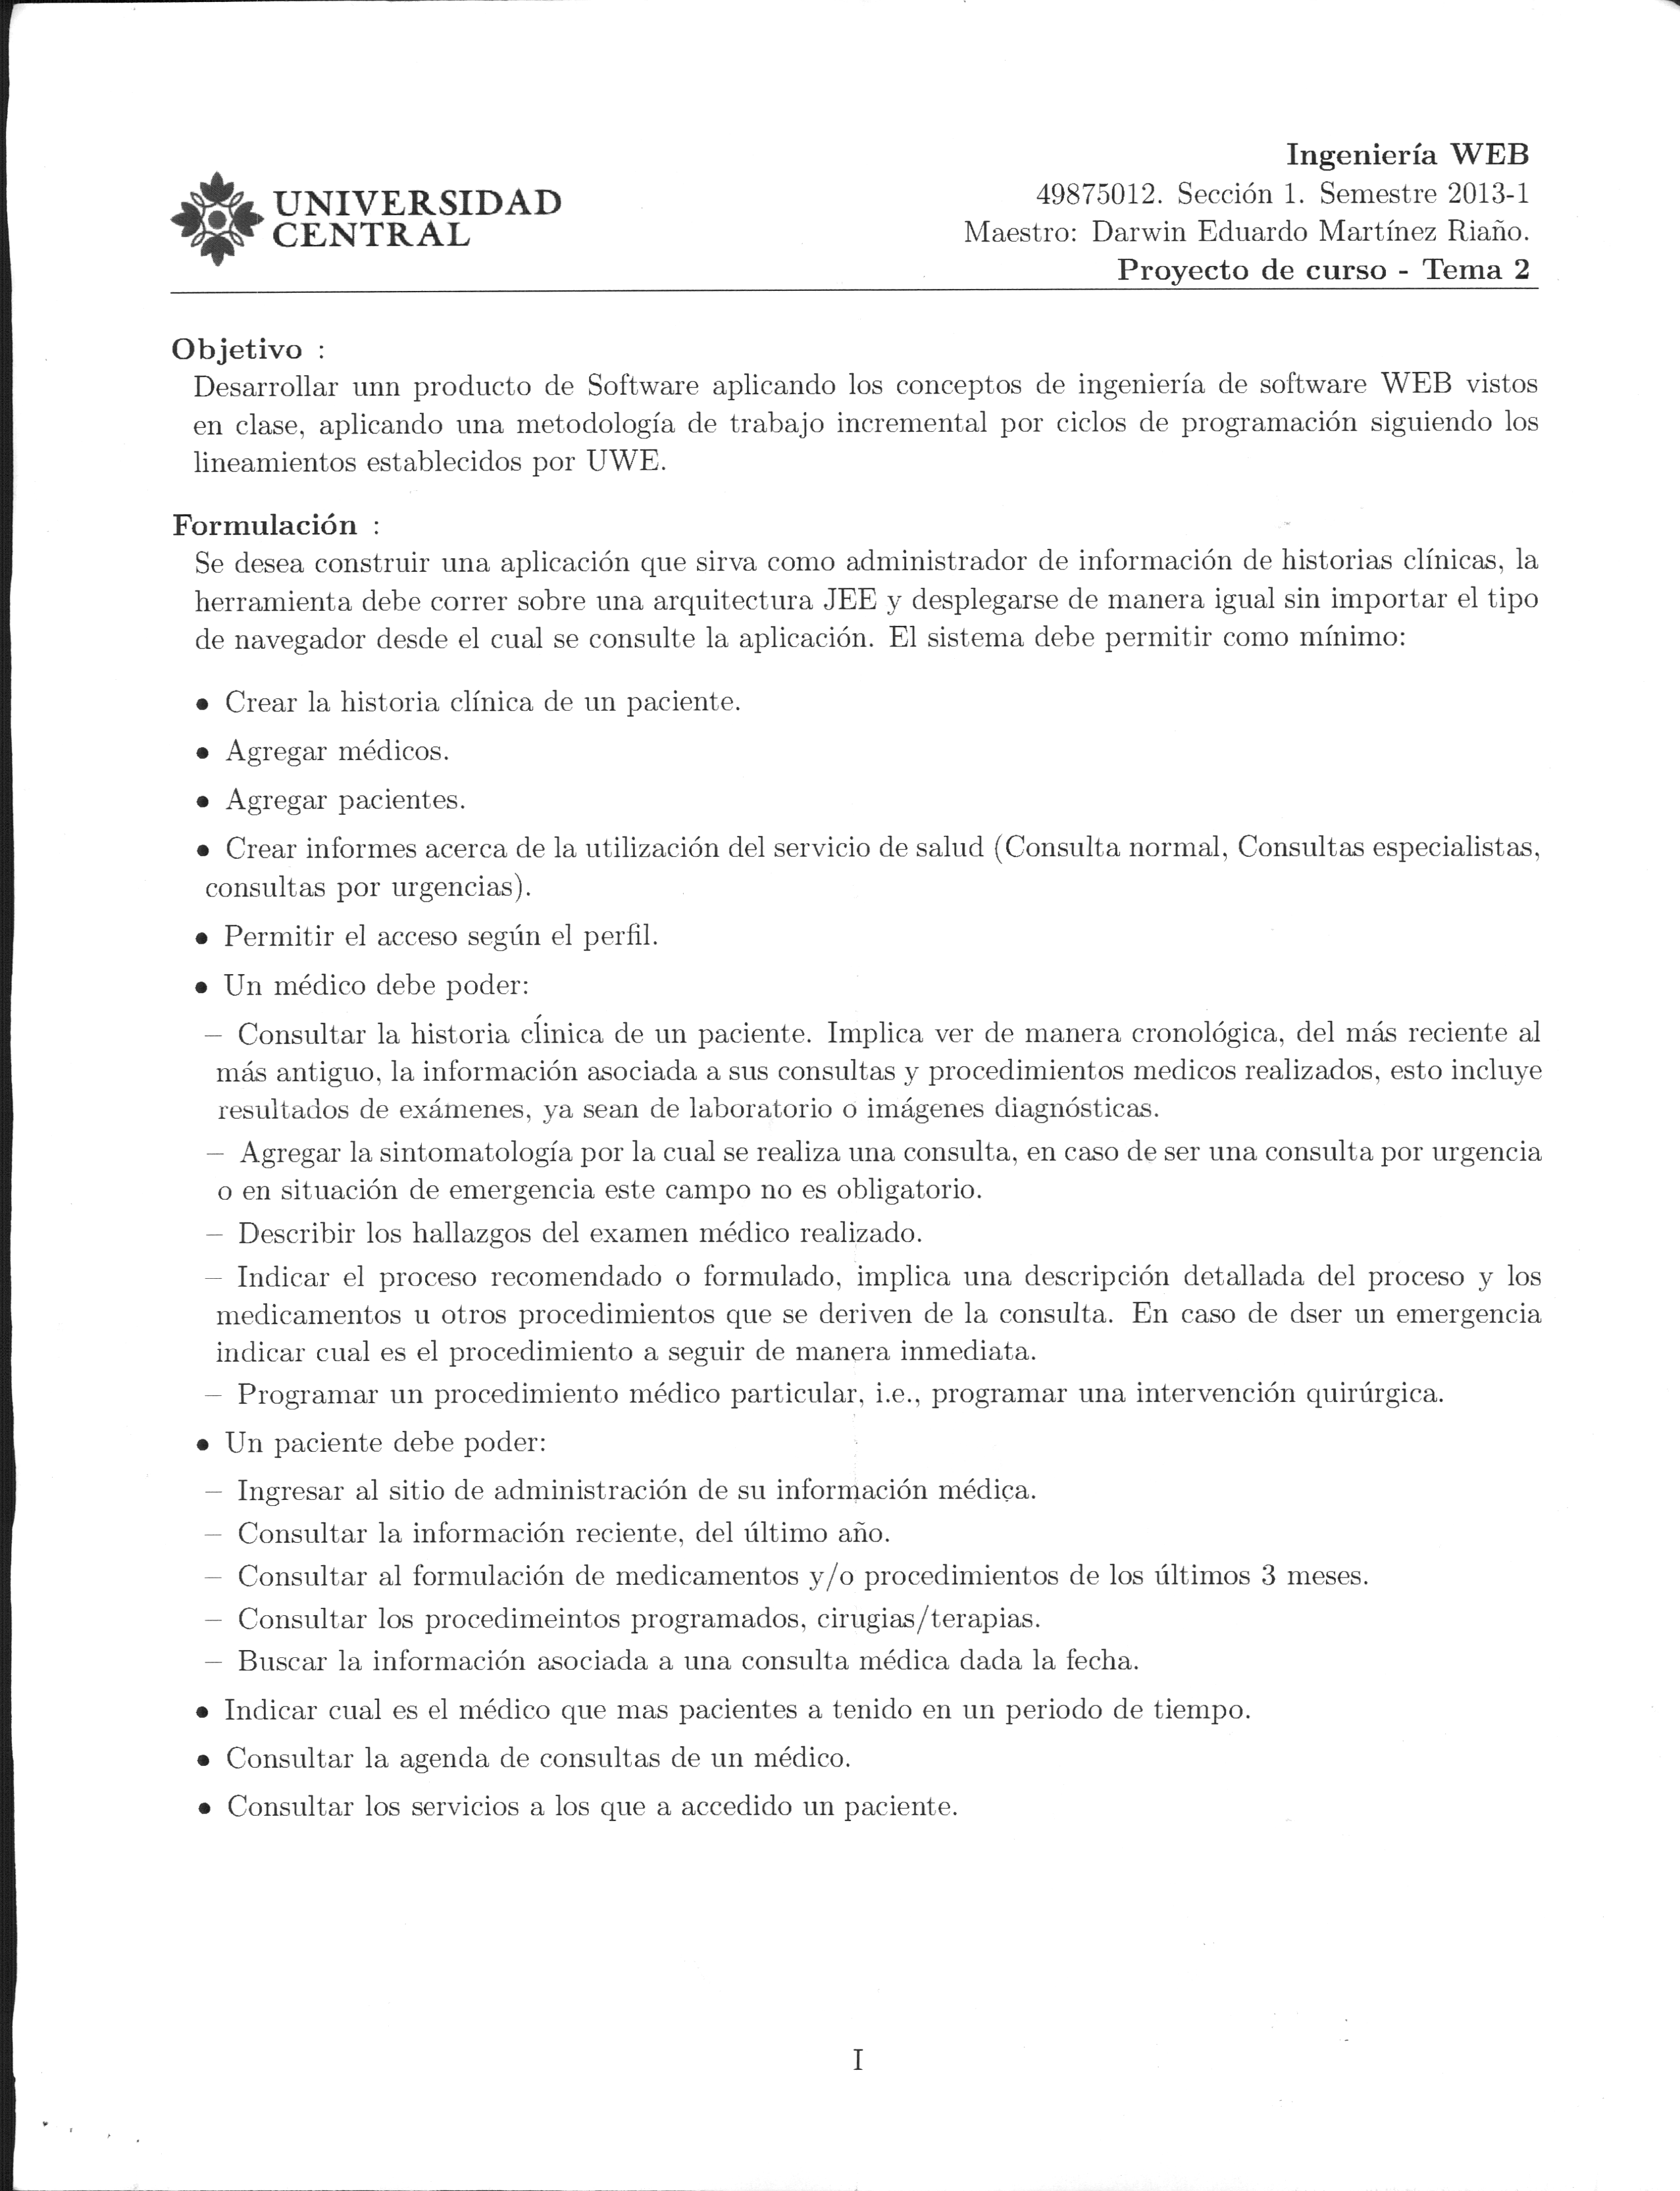 UNIVERSIDAD
CENTRAL
Ingeniería WEB
49875012. Sección 1. Semestre 2013-1
Maestro: Darwin Eduardo Martínez Riaño.
Proyecto de curso - Tema 2
Objetivo :
Desarrollar unn producto de Software aplicando los conceptos de ingeniería de software WEB vistos
en clase, aplicando una metodología de trabajo incremental por ciclos de programación siguiendo los
lineamientos establecidos por UWE.
Formulación :
Se desea construir una aplicación que sirva como administrador de información de historias clínicas, la
herramienta debe correr sobre una arquitectura JEE y desplegarse de manera igual sin importar el tipo
de navegador desde el cual se consulte la aplicación. El sistema debe permitir como mínimo:
• Crear la historia clínica de un paciente.
• Agregar médicos.
• Agregar pacientes.
• Crear informes acerca de la utilización del servicio de salud (Consulta normal, Consultas especialistas,
consultas por urgencias).
• Permitir el acceso según el perfil.
• Un médico debe poder:
– Consultar la historia cĺinica de un paciente. Implica ver de manera cronológica, del más reciente al
más antiguo, la información asociada a sus consultas y procedimientos medicos realizados, esto incluye
resultados de exámenes, ya sean de laboratorio o imágenes diagnósticas.
– Agregar la sintomatología por la cual se realiza una consulta, en caso de ser una consulta por urgencia
o en situación de emergencia este campo no es obligatorio.
– Describir los hallazgos del examen médico realizado.
– Indicar el proceso recomendado o formulado, implica una descripción detallada del proceso y los
medicamentos u otros procedimientos que se deriven de la consulta. En caso de dser un emergencia
indicar cual es el procedimiento a seguir de manera inmediata.
– Programar un procedimiento médico particular, i.e., programar una intervención quirúrgica.
• Un paciente debe poder:
– Ingresar al sitio de administración de su información médica.
– Consultar la información reciente, del último año.
– Consultar al formulación de medicamentos y/o procedimientos de los últimos 3 meses.
– Consultar los procedimeintos programados, cirugias/terapias.
– Buscar la información asociada a una consulta médica dada la fecha.
• Indicar cual es el médico que mas pacientes a tenido en un periodo de tiempo.
• Consultar la agenda de consultas de un médico.
• Consultar los servicios a los que a accedido un paciente.
I